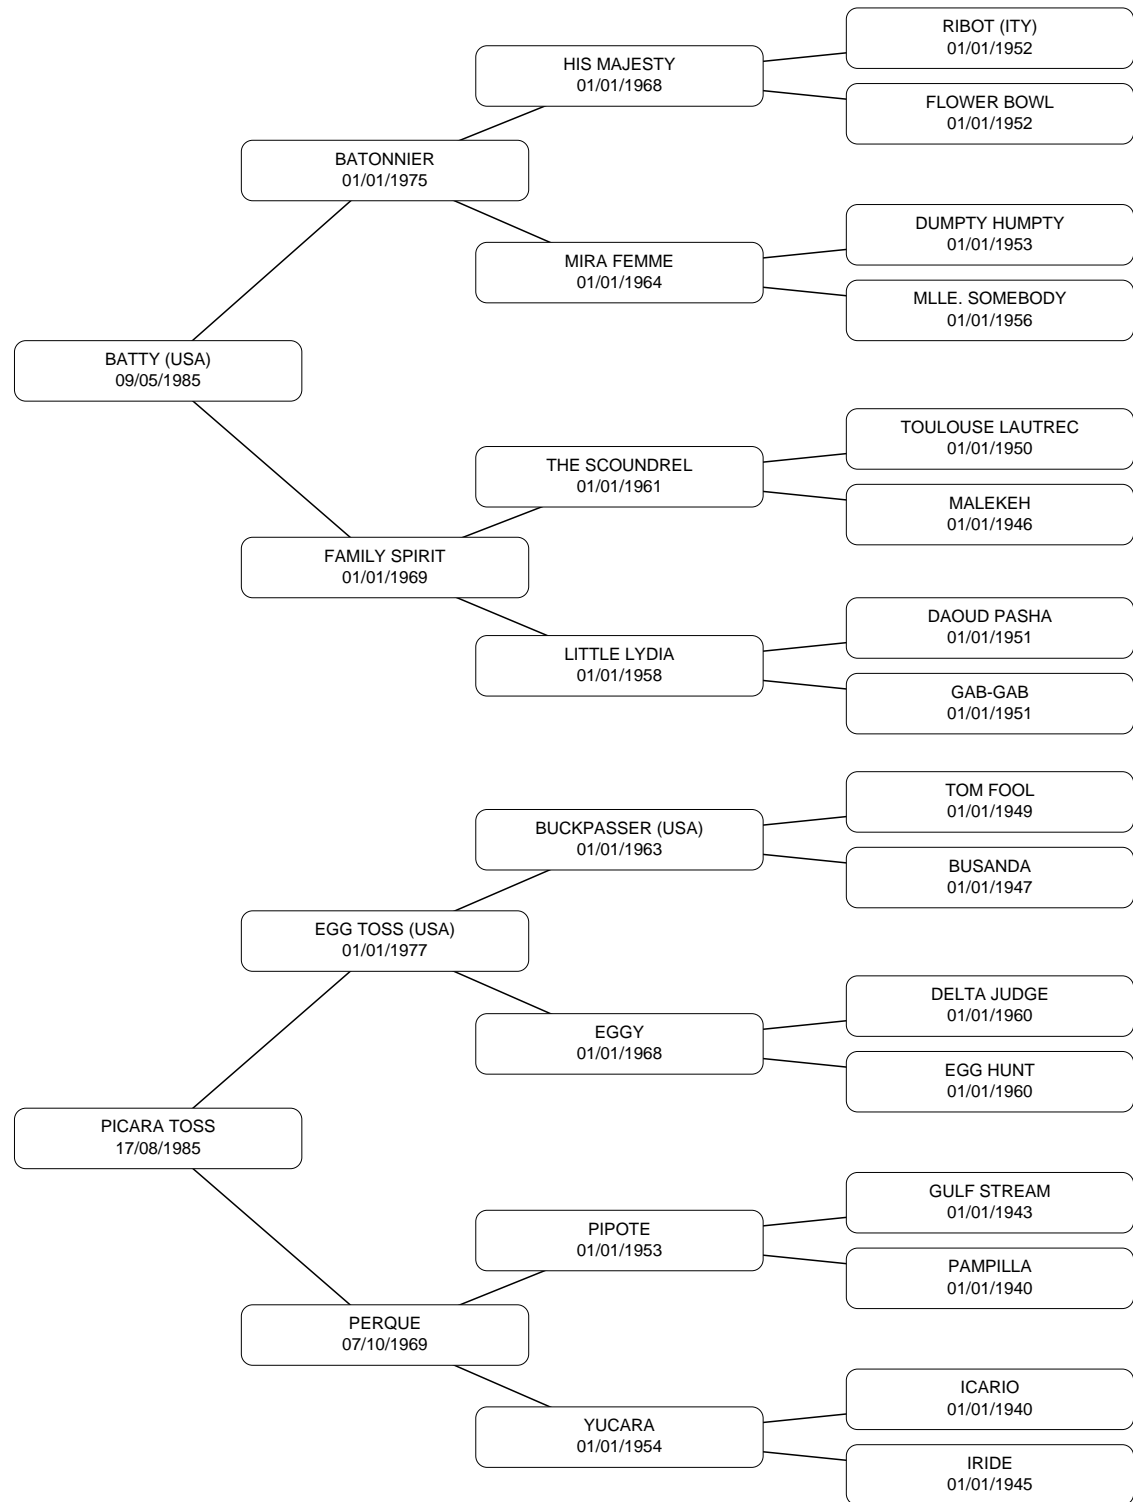 RIBOT (ITY)
01/01/1952
HIS MAJESTY
01/01/1968
FLOWER BOWL
01/01/1952
BATONNIER
01/01/1975
DUMPTY HUMPTY
01/01/1953
MIRA FEMME
01/01/1964
MLLE. SOMEBODY
01/01/1956
BATTY (USA)
09/05/1985
TOULOUSE LAUTREC
01/01/1950
THE SCOUNDREL
01/01/1961
MALEKEH
01/01/1946
FAMILY SPIRIT
01/01/1969
DAOUD PASHA
01/01/1951
LITTLE LYDIA
01/01/1958
GAB-GAB
01/01/1951
TOM FOOL
01/01/1949
BUCKPASSER (USA)
01/01/1963
BUSANDA
01/01/1947
EGG TOSS (USA)
01/01/1977
DELTA JUDGE
01/01/1960
EGGY
01/01/1968
EGG HUNT
01/01/1960
PICARA TOSS
17/08/1985
GULF STREAM
01/01/1943
PIPOTE
01/01/1953
PAMPILLA
01/01/1940
PERQUE
07/10/1969
ICARIO
01/01/1940
YUCARA
01/01/1954
IRIDE
01/01/1945